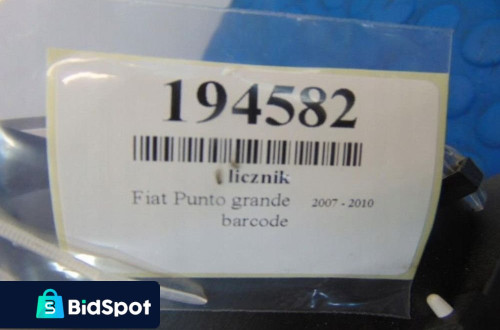 194582
licznik
Fiat Punto grande 2007 - 2010
barcode
BidSpot